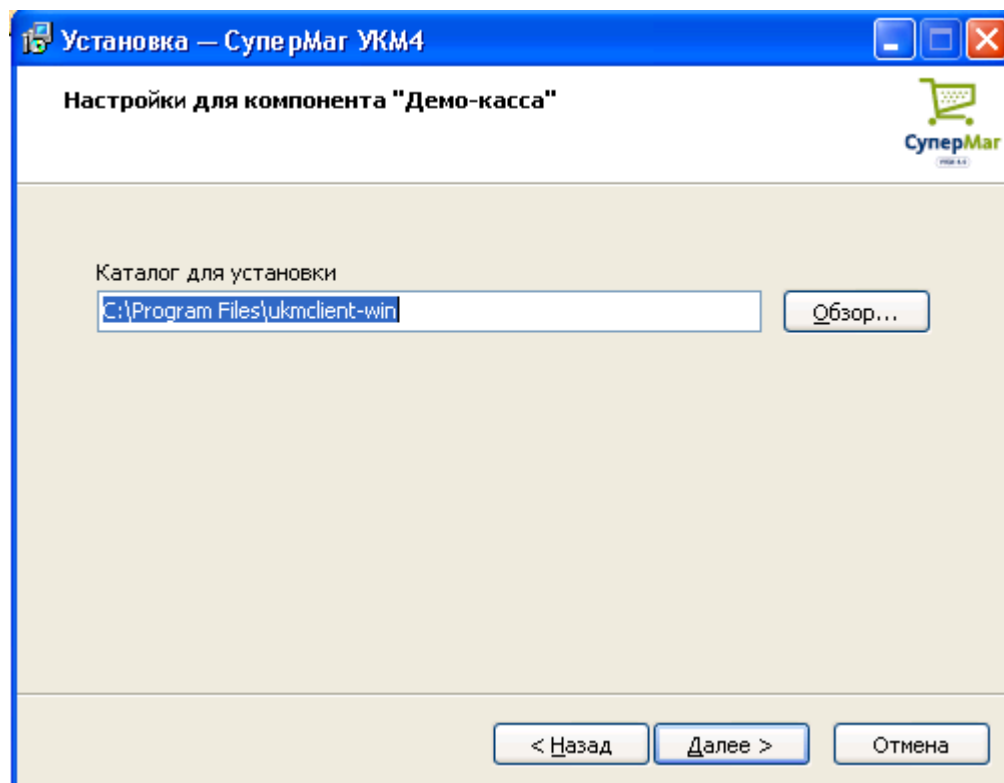 Установка — СуперМаг УКМ4
Настройки для компонента "Демо-касса"
СуперМаг
Каталог для установки
C:\Program Files\ukmclient-win
Обзор...
< Назад
Далее >
Отмена